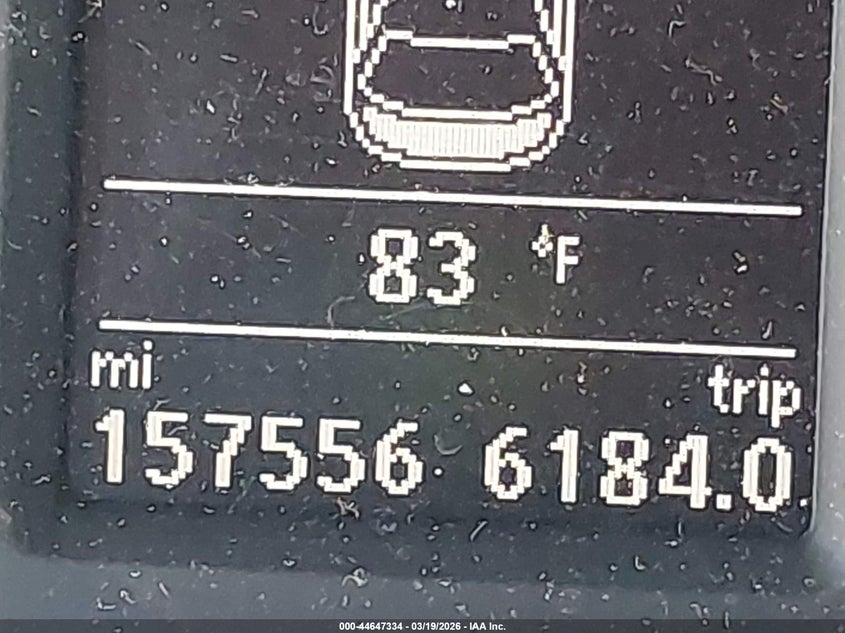 83 °F
mi trip
157556 6184.0
000-44647334 - 03/19/2026 - IAA Inc.